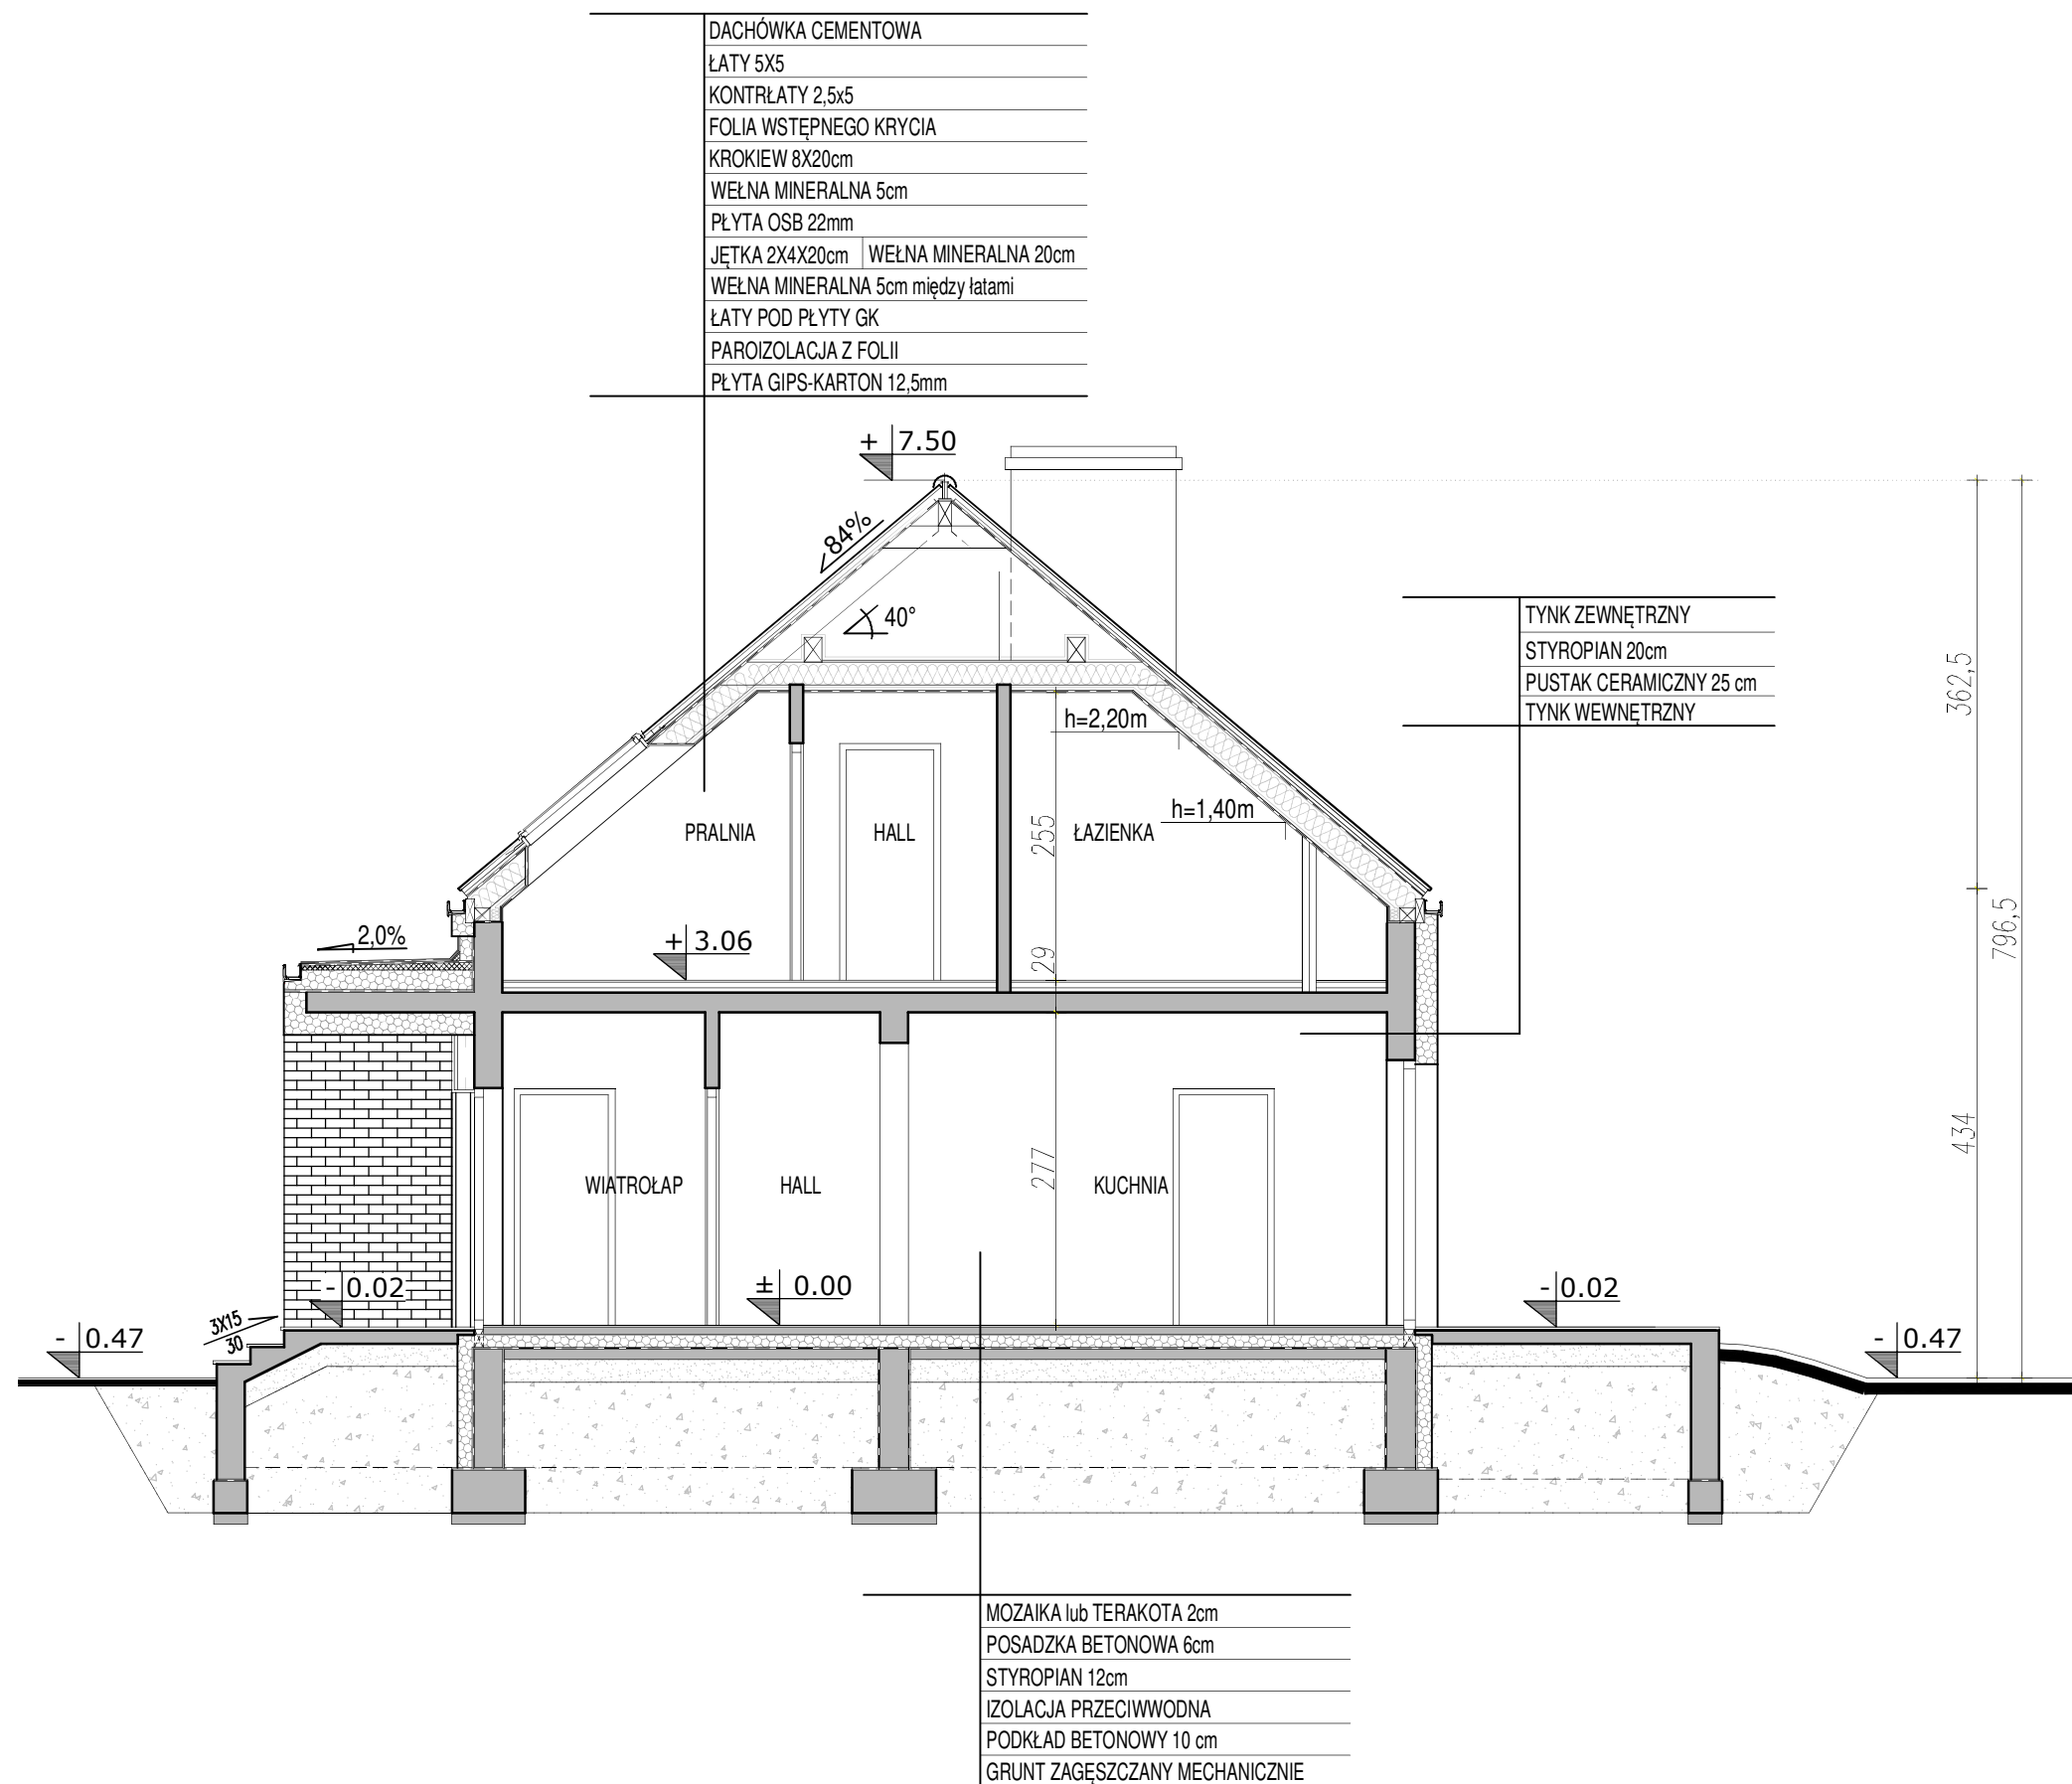 DACHÓWKA CEMENTOWA
ŁATY 5X5
KONTRŁATY 2,5x5
FOLIA WSTĘPNEGO KRYCIA
KROKIEW 8X20cm
WEŁNA MINERALNA 5cm
PŁYTA OSB 22mm
JĘTKA 2X4X20cm WEŁNA MINERALNA 20cm
WEŁNA MINERALNA 5cm między łatami
ŁATY POD PŁYTY GK
PAROIZOLACJA Z FOLII
PŁYTA GIPS-KARTON 12,5mm
+ 7.50
84%
40°
TYNK ZEWNĘTRZNY
STYROPIAN 20cm
PUSTAK CERAMICZNY 25 cm
TYNK WEWNĘTRZNY
362,5
h=2,20m
h=1,40m
PRALNIA
HALL
255
ŁAZIENKA
2,0%
+ 3.06
29
796,5
434
WIATROŁAP
HALL
277
KUCHNIA
- 0.02
± 0.00
- 0.02
3X15
30
- 0.47
- 0.47
MOZAIKA lub TERAKOTA 2cm
POSADZKA BETONOWA 6cm
STYROPIAN 12cm
IZOLACJA PRZECIWWODNA
PODKŁAD BETONOWY 10 cm
GRUNT ZAGĘSZCZANY MECHANICZNIE